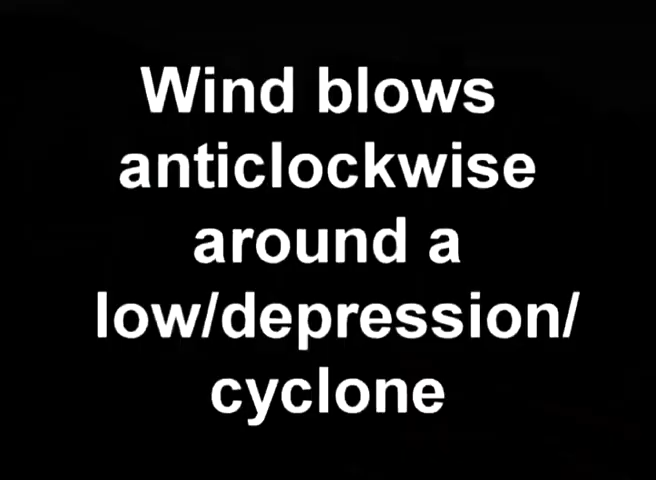 Wind blows
anticlockwise
around a
low/depression/
cyclone